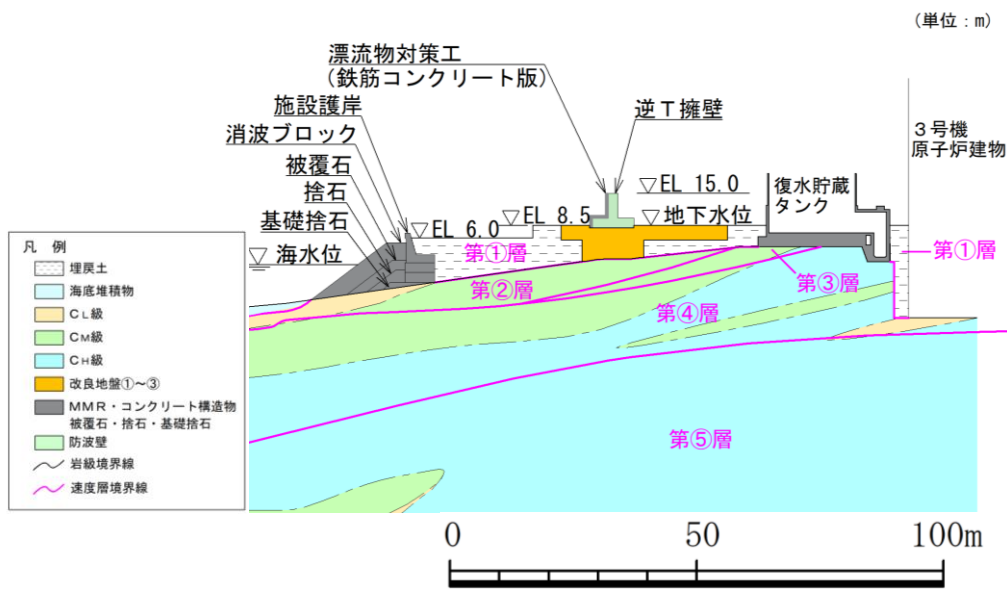 （単位：m）
漂流物対策工
（鉄筋コンクリート版）
施設護岸
逆Ｔ擁壁
消波ブロック
３号機
原子炉建物
被覆石
▽EL 15.0
復水貯蔵
タンク
捨石
▽EL 8.5
▽地下水位
基礎捨石
▽EL 6.0
▽海水位
第①層
第①層
第②層
第③層
第④層
第⑤層
凡 例
埋戻土
海底堆積物
ＣL級
ＣM級
ＣH級
改良地盤①～③
ＭＭＲ・コンクリート構造物
被覆石・捨石・基礎捨石
防波壁
岩級境界線
速度層境界線
0 50 100m